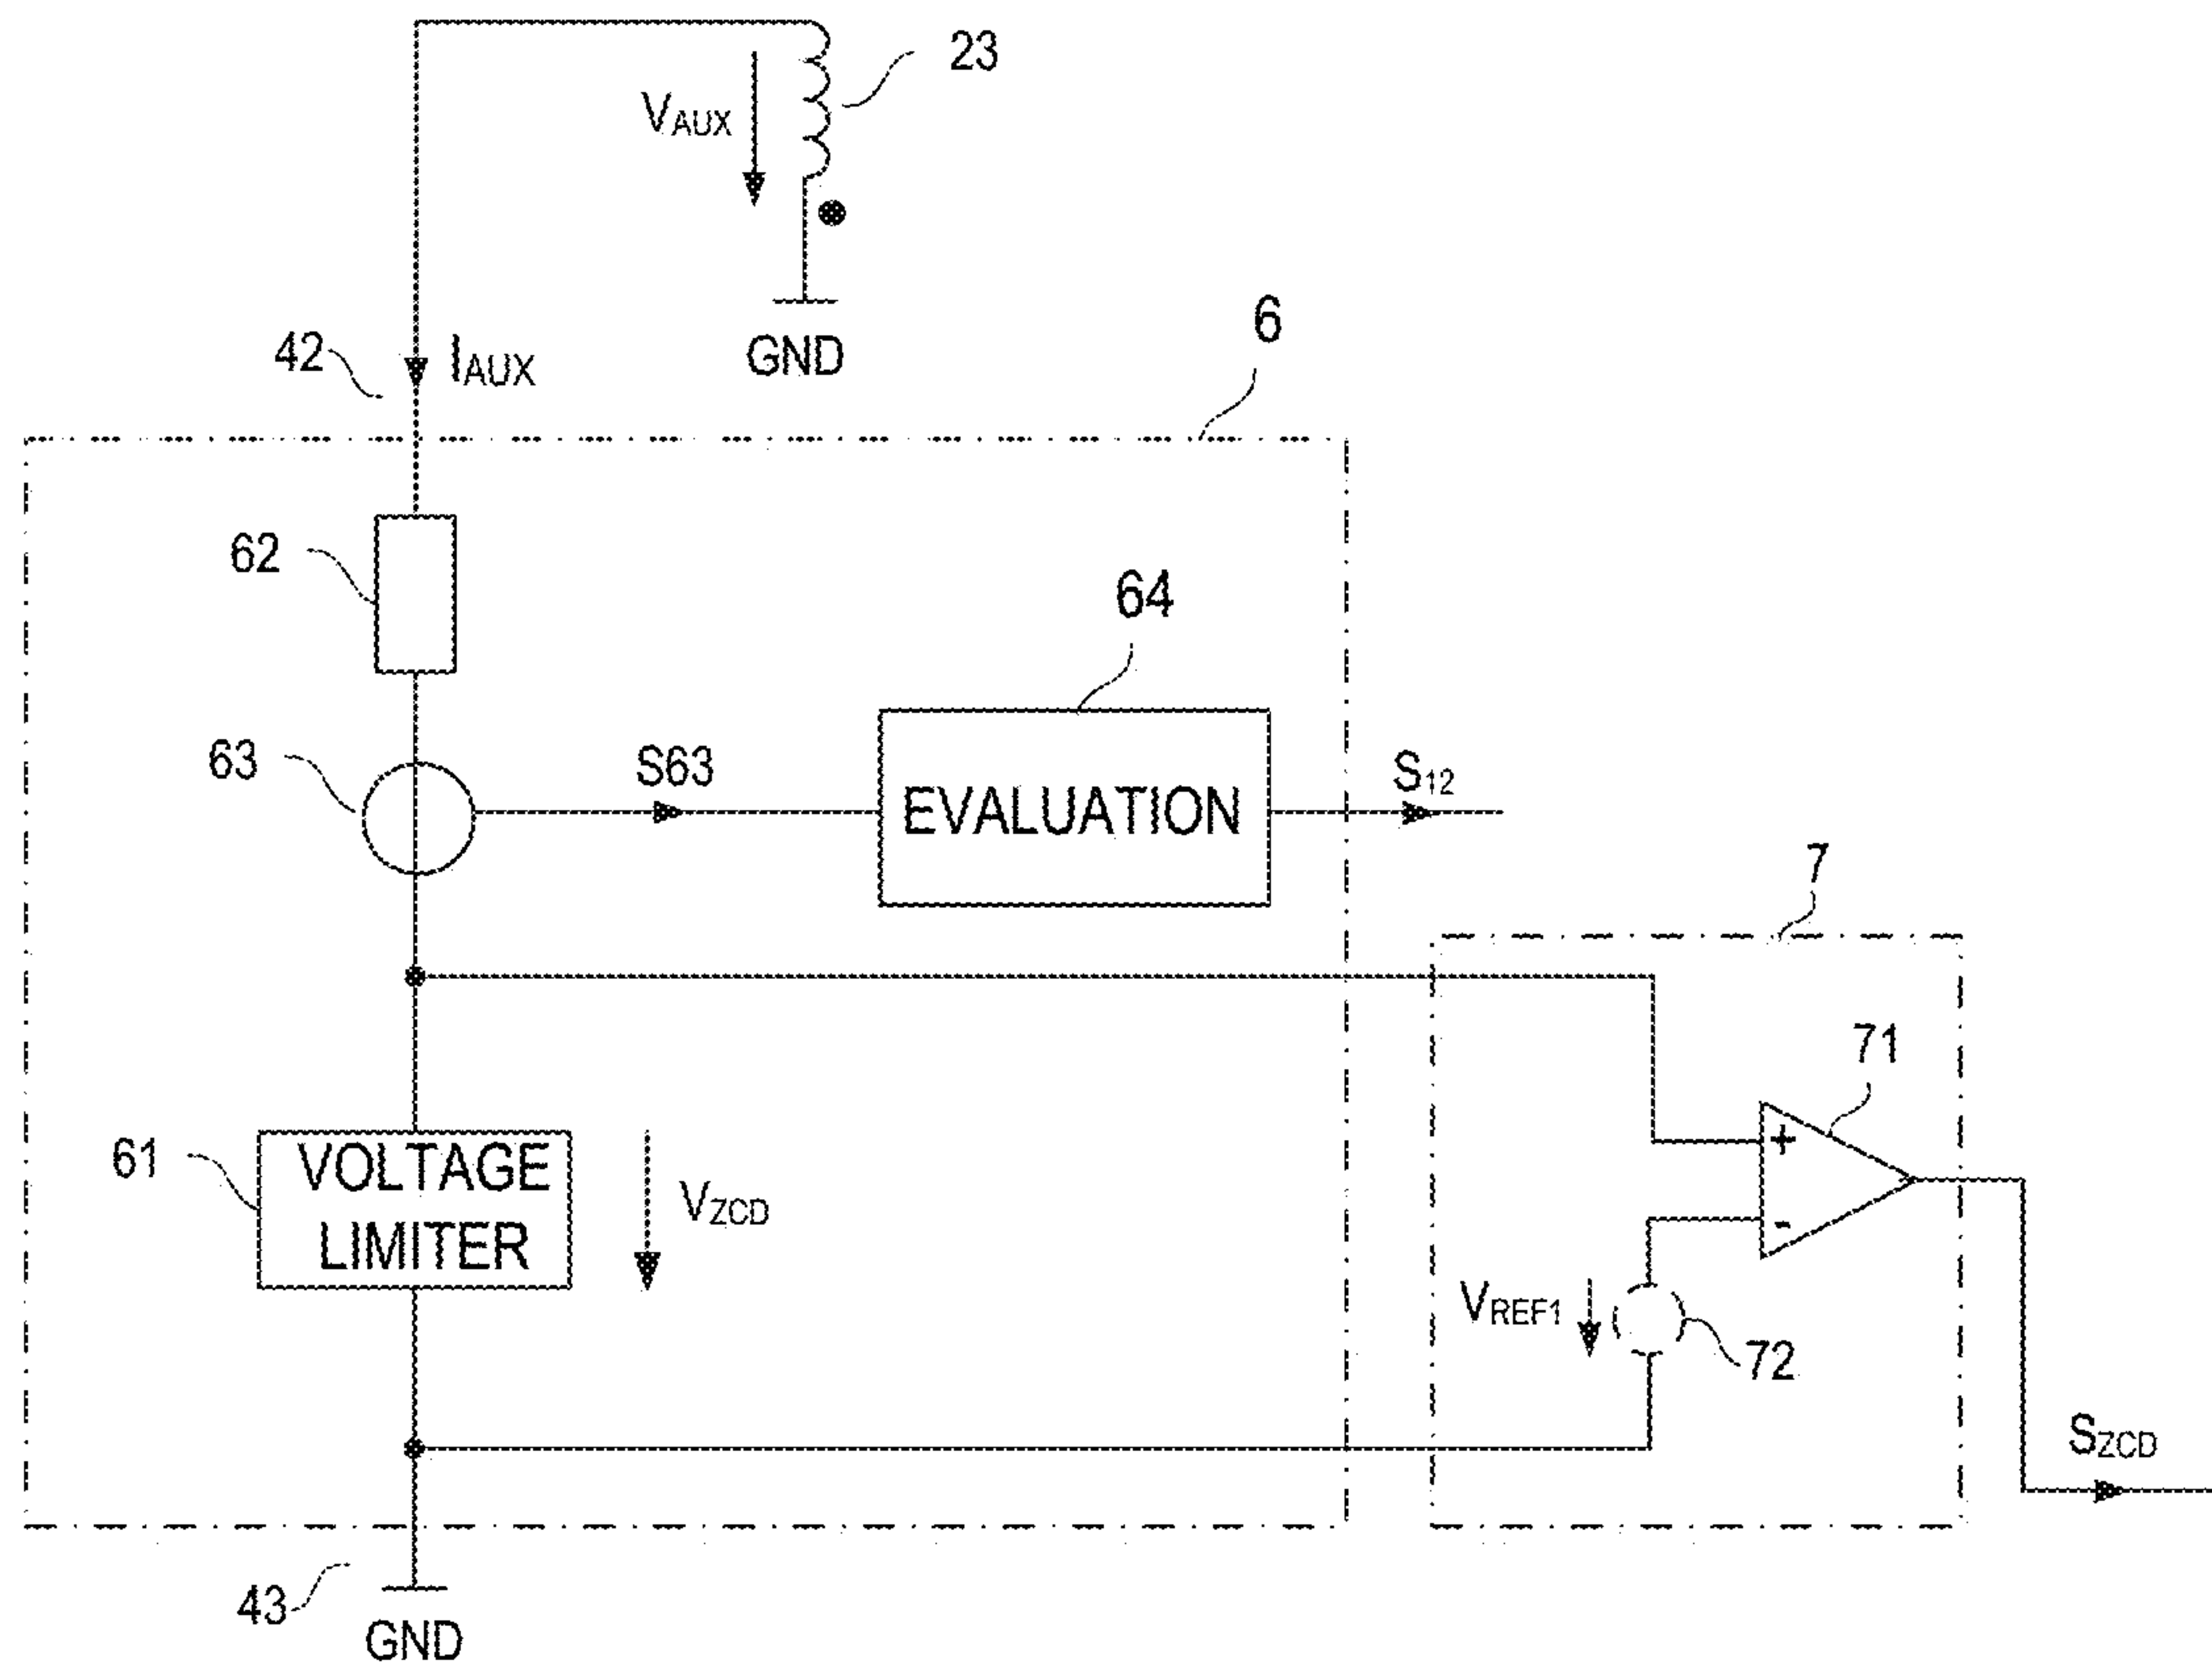 23
VAUX
GND
6
42
IAUX
62
64
63
S63
EVALUATION
S12
7
71
61
VOLTAGE
LIMITER
VZCD
+
-
VREF1
72
SZCD
43
GND